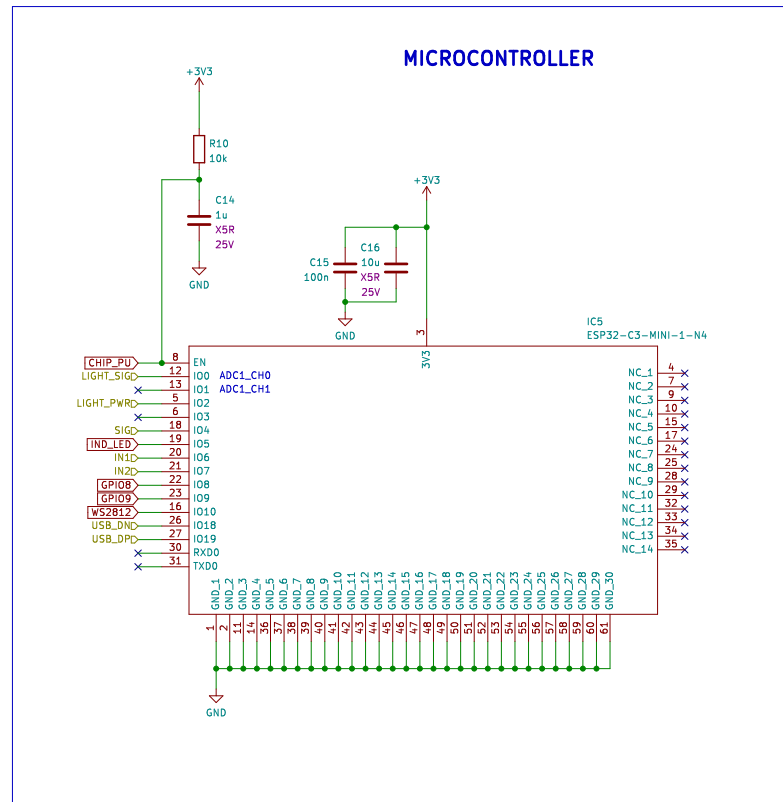 MICROCONTROLLER
+3V3
R10
10k
C14
1u
X5R
25V
GND
+3V3
C15
100n
C16
10u
X5R
25V
GND
IC5
ESP32-C3-MINI-1-N4
3
3V3
CHIP_PU 8 EN
LIGHT_SIG 12 IO0 ADC1_CH0
13 IO1 ADC1_CH1
LIGHT_PWR 5 IO2
6 IO3
SIG 18 IO4
IND_LED 19 IO5
IN1 20 IO6
IN2 21 IO7
GPIO8 22 IO8
GPIO9 23 IO9
WS2812 16 IO10
USB_DN 26 IO18
USB_DP 27 IO19
30 RXD0
31 TXD0
NC_1 4
NC_2 7
NC_3 9
NC_4 10
NC_5 15
NC_6 17
NC_7 24
NC_8 25
NC_9 28
NC_10 29
NC_11 32
NC_12 33
NC_13 34
NC_14 35
GND_1 1
GND_2 2
GND_3 11
GND_4 14
GND_5 36
GND_6 37
GND_7 38
GND_8 39
GND_9 40
GND_10 41
GND_11 42
GND_12 43
GND_13 44
GND_14 45
GND_15 46
GND_16 47
GND_17 48
GND_18 49
GND_19 50
GND_20 51
GND_21 52
GND_22 53
GND_23 54
GND_24 55
GND_25 56
GND_26 57
GND_27 58
GND_28 59
GND_29 60
GND_30 61
GND